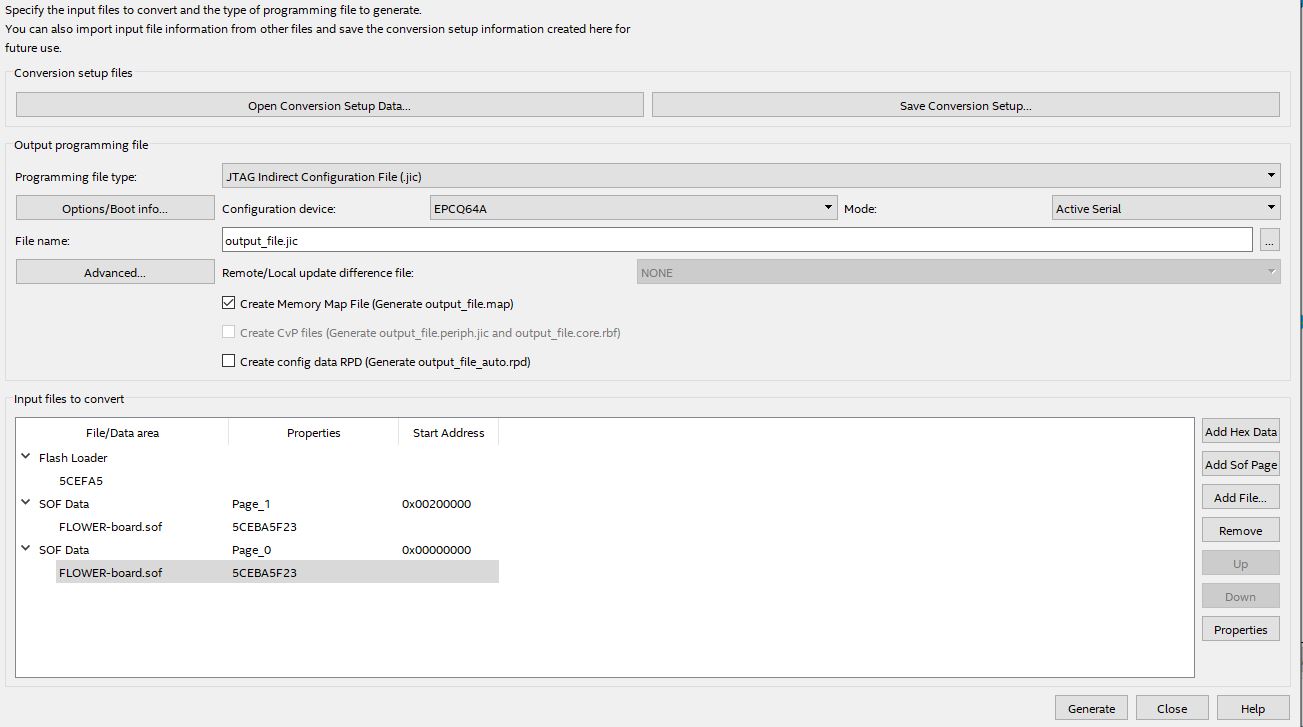 Specify the input files to convert and the type of programming file to generate.
You can also import input file information from other files and save the conversion setup information created here for
future use.
Conversion setup files
Open Conversion Setup Data... Save Conversion Setup...
Output programming file
Programming file type: JTAG Indirect Configuration File (.jic)
Options/Boot info... Configuration device: EPCQ64A Mode: Active Serial
File name: output_file.jic ...
Advanced... Remote/Local update difference file: NONE
Create Memory Map File (Generate output_file.map)
Create CvP files (Generate output_file.periph.jic and output_file.core.rbf)
Create config data RPD (Generate output_file_auto.rpd)
Input files to convert
File/Data area Properties Start Address
Flash Loader
5CEFA5
SOF Data Page_1 0x00200000
FLOWER-board.sof 5CEBA5F23
SOF Data Page_0 0x00000000
FLOWER-board.sof 5CEBA5F23
Add Hex Data
Add Sof Page
Add File...
Remove
Up
Down
Properties
Generate Close Help